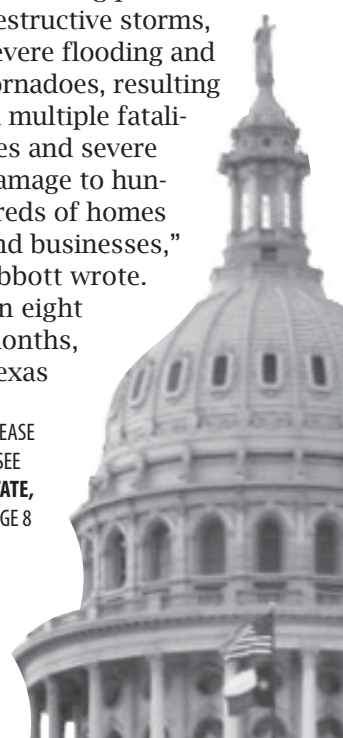 estructive storms,
evere flooding and
ornadoes, resulting
multiple fatali-
es and severe
amage to hun-
reds of homes
nd businesses,”
bbott wrote.
n eight
onths,
exas
EASE
SEE
ATE,
GE 8